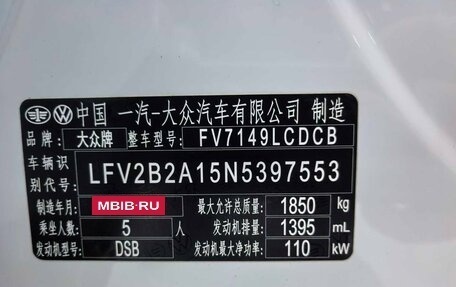 中国 一汽-大众汽车有限公司 制造
品牌: 大众牌 整车型号: FV7149LCDCB
车辆识别代号: LFV2B2A15N5397553
制造年月: MBIB·RU 最大允许总质量: 1850 kg
乘坐人数: 5 人 发动机排量: 1395 mL
发动机型号: DSB 发动机最大净功率: 110 kW